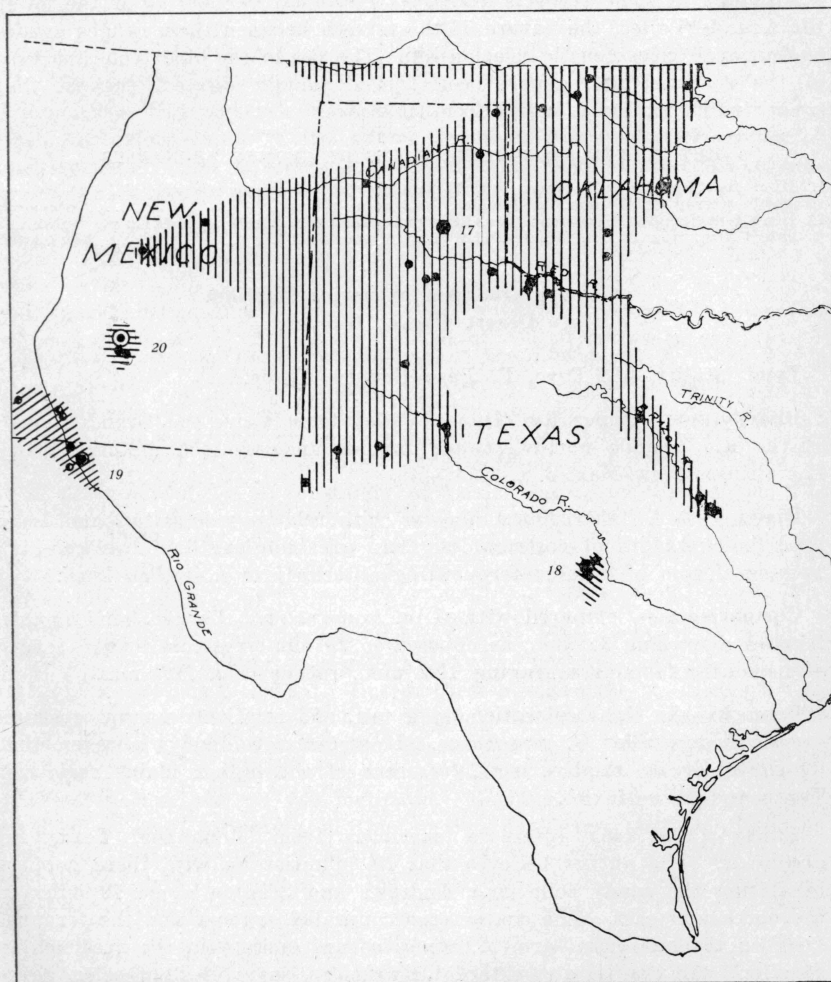 CANADIAN R.
OKLAHOMA
NEW
MEXICO
17
RED R.
20
TRINITY
TEXAS
19
COLORADO R.
18
RIO GRANDE